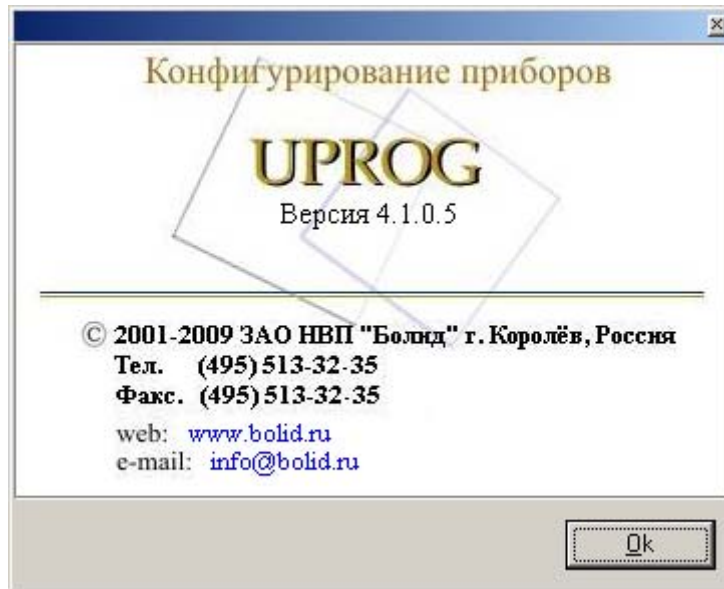 Конфигурирование приборов
UPROG
Версия 4.1.0.5
© 2001-2009 ЗАО НВП "Болид" г. Королёв, Россия
Тел. (495) 513-32-35
Факс. (495) 513-32-35
web: www.bolid.ru
e-mail: info@bolid.ru
Ok